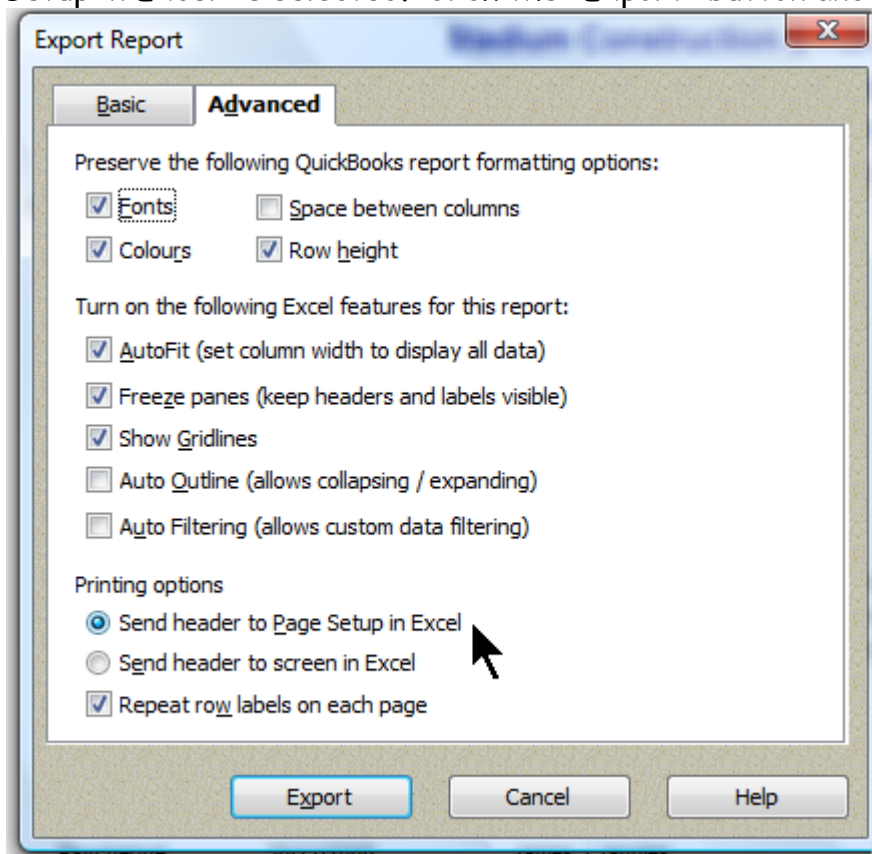 Export Report
Stadium Construction
Basic Advanced
Preserve the following QuickBooks report formatting options:
Fonts Space between columns
Colours Row height
Turn on the following Excel features for this report:
AutoFit (set column width to display all data)
Freeze panes (keep headers and labels visible)
Show Gridlines
Auto Outline (allows collapsing / expanding)
Auto Filtering (allows custom data filtering)
Printing options
Send header to Page Setup in Excel
Send header to screen in Excel
Repeat row labels on each page
Export Cancel Help